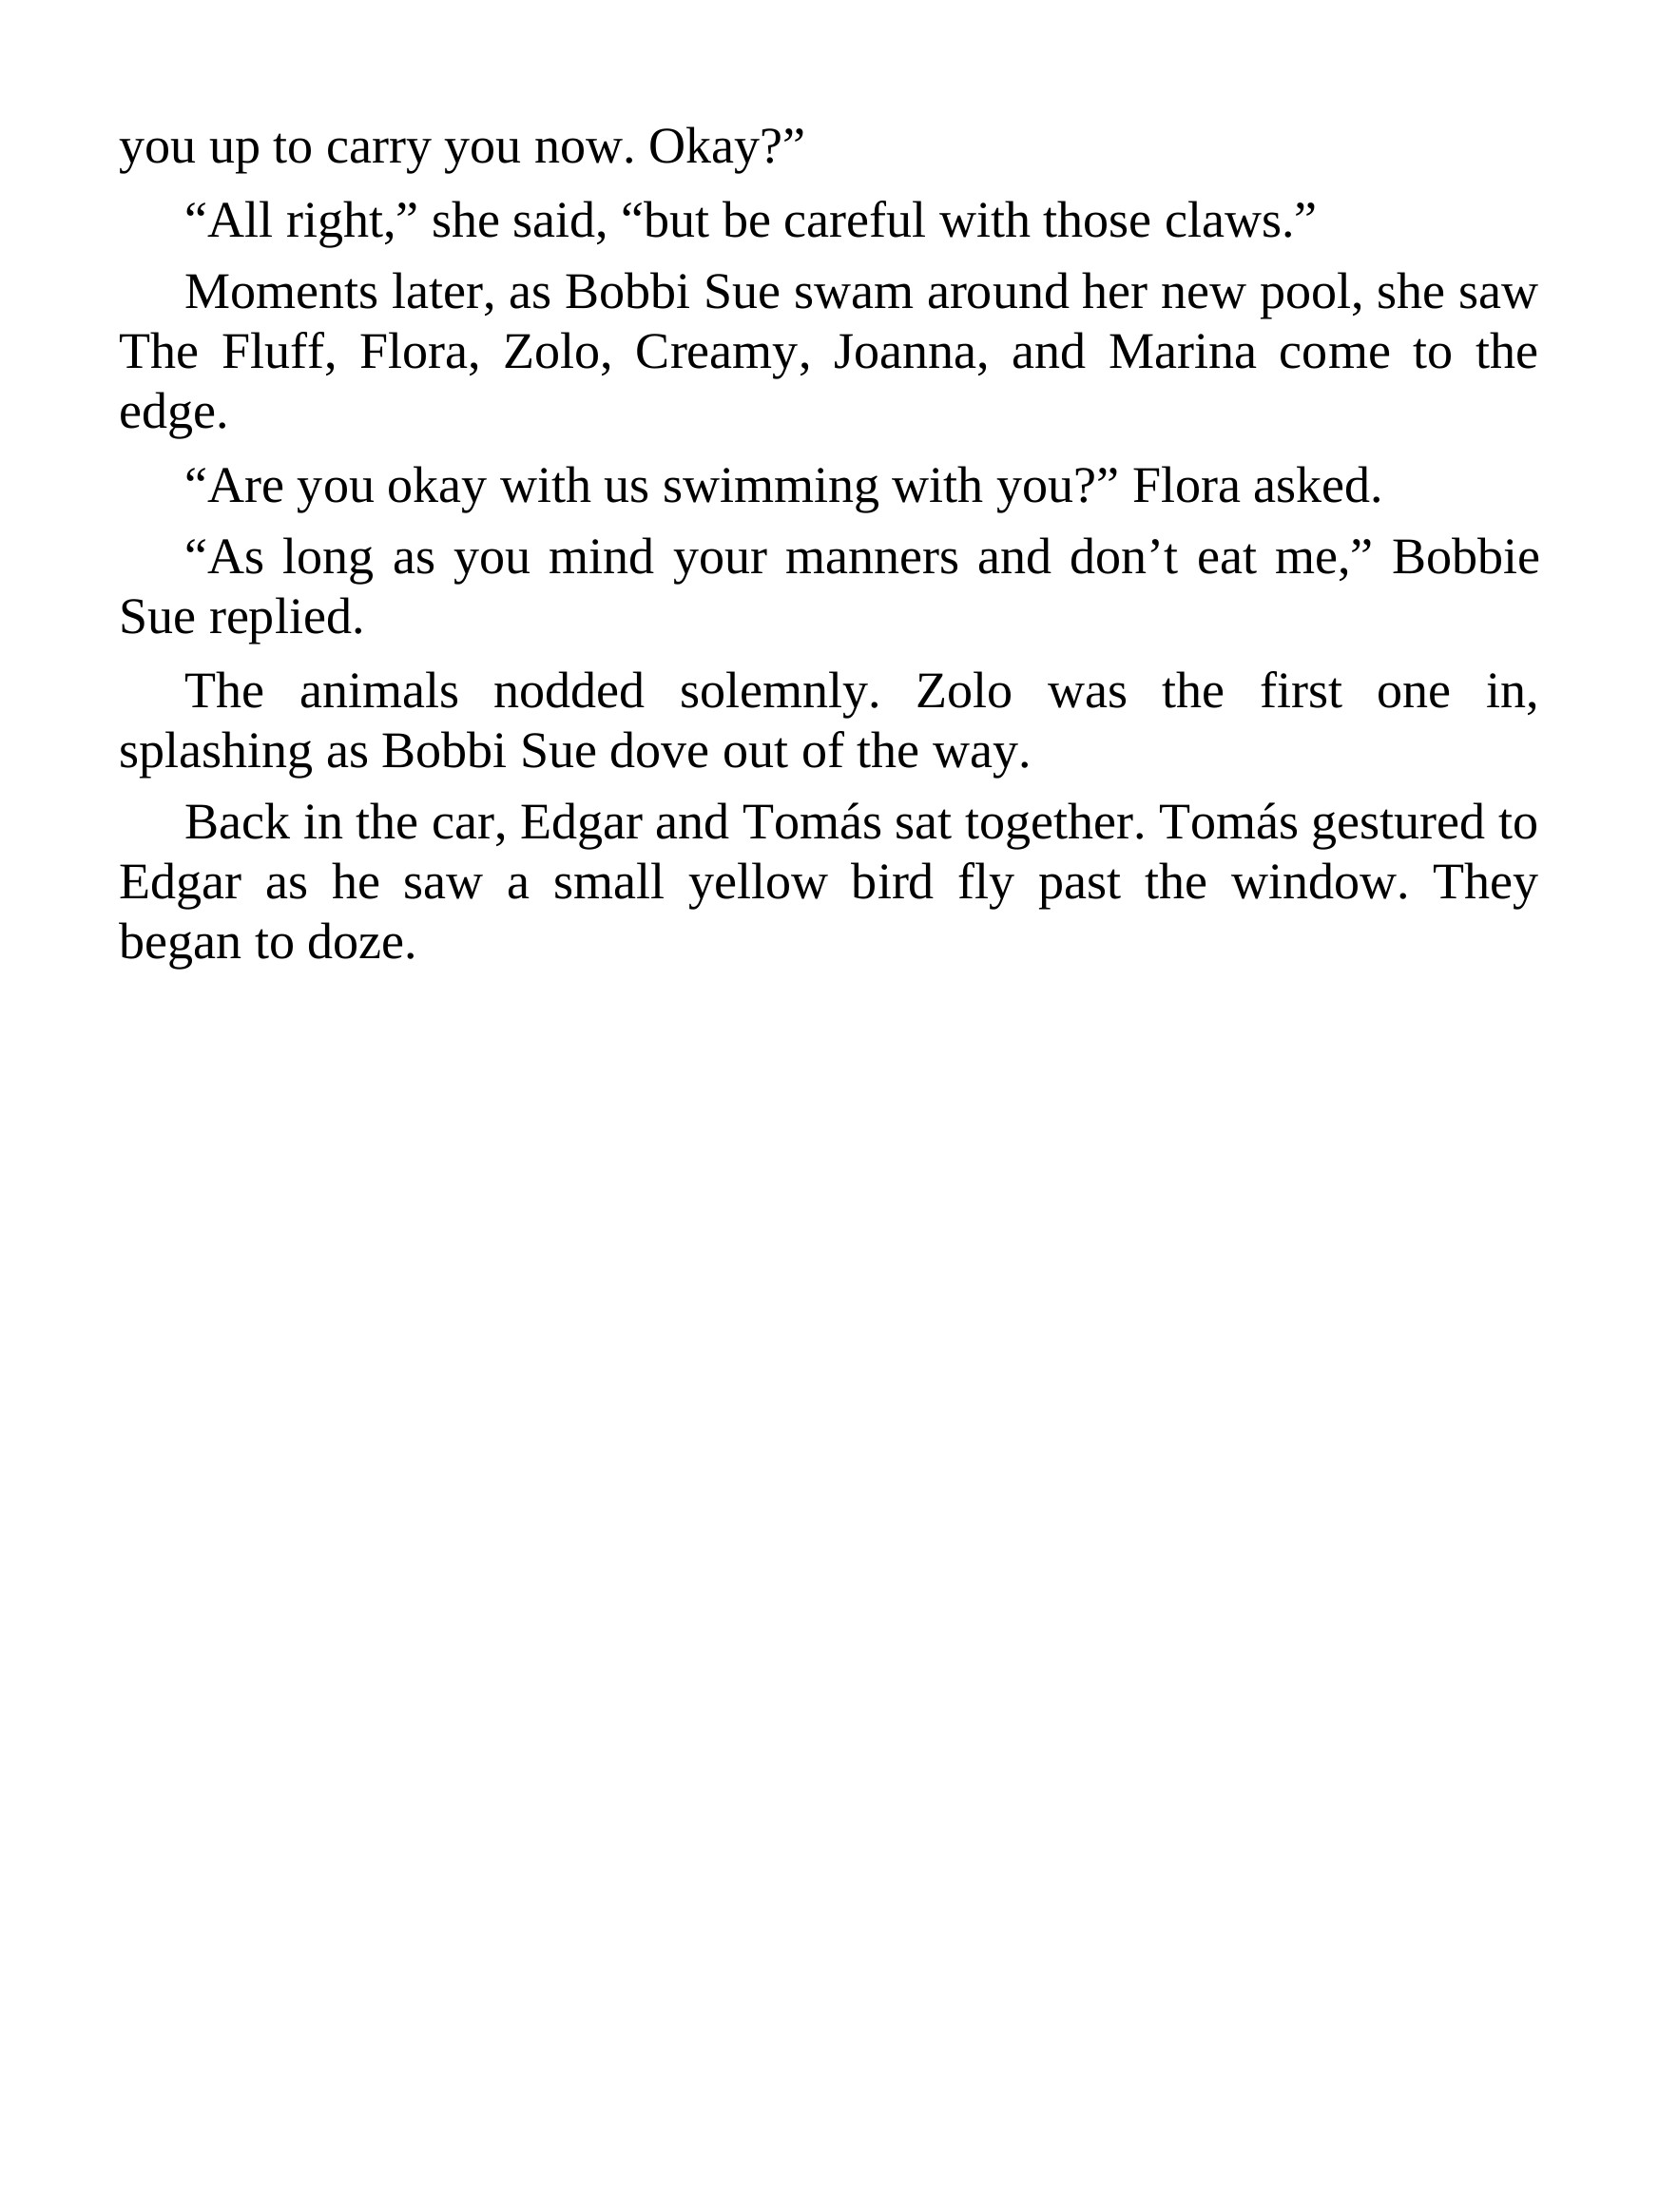 you up to carry you now. Okay?”
“All right,” she said, “but be careful with those claws.”
Moments later, as Bobbi Sue swam around her new pool, she saw
The Fluff, Flora, Zolo, Creamy, Joanna, and Marina come to the
edge.
“Are you okay with us swimming with you?” Flora asked.
“As long as you mind your manners and don’t eat me,” Bobbie
Sue replied.
The animals nodded solemnly. Zolo was the first one in,
splashing as Bobbi Sue dove out of the way.
Back in the car, Edgar and Tomás sat together. Tomás gestured to
Edgar as he saw a small yellow bird fly past the window. They
began to doze.